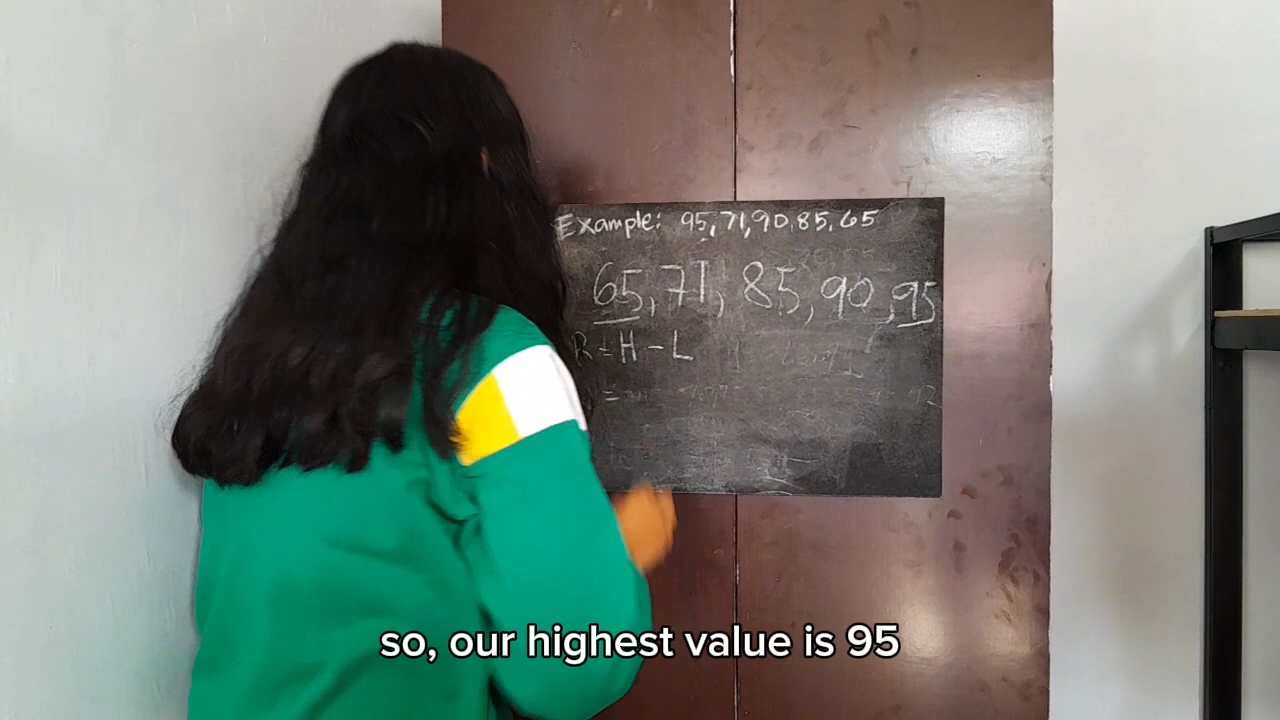 Example: 95, 71, 90, 85, 65
65, 71, 85, 90, 95
R = H - L
=
so, our highest value is 95